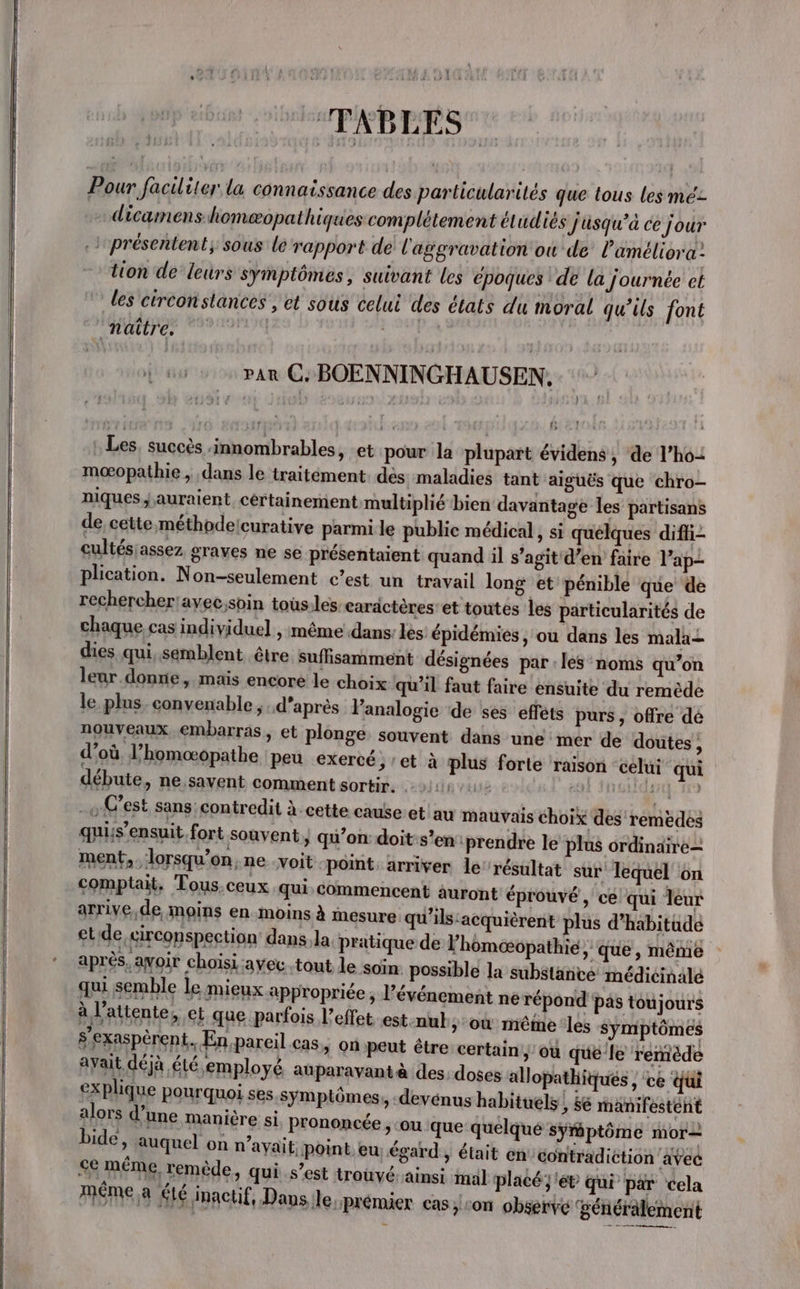 TABLES
Pour faciliter la connaissance des particularités que tous les mé-
dicamens homœopathiques complétement étudiés jusqu'à ce jour
présentent, sous le rapport de l'aggravation ou de l'améliora-
tion de leurs symptômes, suivant les époques de la journée et
les circonstances, et sous celui des états du moral qu'ils font
naître.
PAR C. BOENNINGHAUSEN.
Les succès innombrables, et pour la plupart évidens, de l'ho-
mœopathie, dans le traitement des maladies tant aiguës que chro-
niques, auraient certainement multiplié bien davantage les partisans
de cette méthode curative parmi le public médical, si quelques diffi-
cultés assez graves ne se présentaient quand il s'agit d'en faire l'ap-
plication. Non-seulement c'est un travail long et pénible que de
rechercher avec soin tous les caractères et toutes les particularités de
chaque cas individuel, même dans les épidémies, ou dans les mala-
dies qui semblent être suffisamment désignées par les noms qu'on
leur donne, mais encore le choix qu'il faut faire ensuite du remède
le plus convenable, d'après l'analogie de ses effets purs, offre de
nouveaux embarras, et plonge souvent dans une mer de doutes,
d'où l'homœopathe peu exercé, et à plus forte raison celui qui
débute, ne savent comment sortir.
C'est sans contredit à cette cause et au mauvais choix des remèdes
qui s'ensuit fort souvent, qu'on doit s'en prendre le plus ordinaire-
ment, lorsqu'on ne voit point arriver le résultat sur lequel on
comptait. Tous ceux qui commencent auront éprouvé, ce qui leur
arrive de moins en moins à mesure qu'ils acquièrent plus d'habitude
et de circonspection dans la pratique de l'homœopathie, que, même
après avoir choisi avec tout le soin possible la substance médicinale
qui semble le mieux appropriée, l'événement ne répond pas toujours
à l'attente, et que parfois l'effet est nul, ou même les symptômes
s'exaspèrent. En pareil cas, on peut être certain, ou que le remède
avait déjà été employé auparavant à des doses allopathiques, ce qui
explique pourquoi ses symptômes, devenus habituels, se manifestent
alors d'une manière si prononcée, ou que quelque symptôme mor-
bide, auquel on n'avait point eu égard, était en contradiction avec
ce même remède, qui s'est trouvé ainsi mal placé, et qui par cela
même a été inactif. Dans le premier cas, on observe généralement